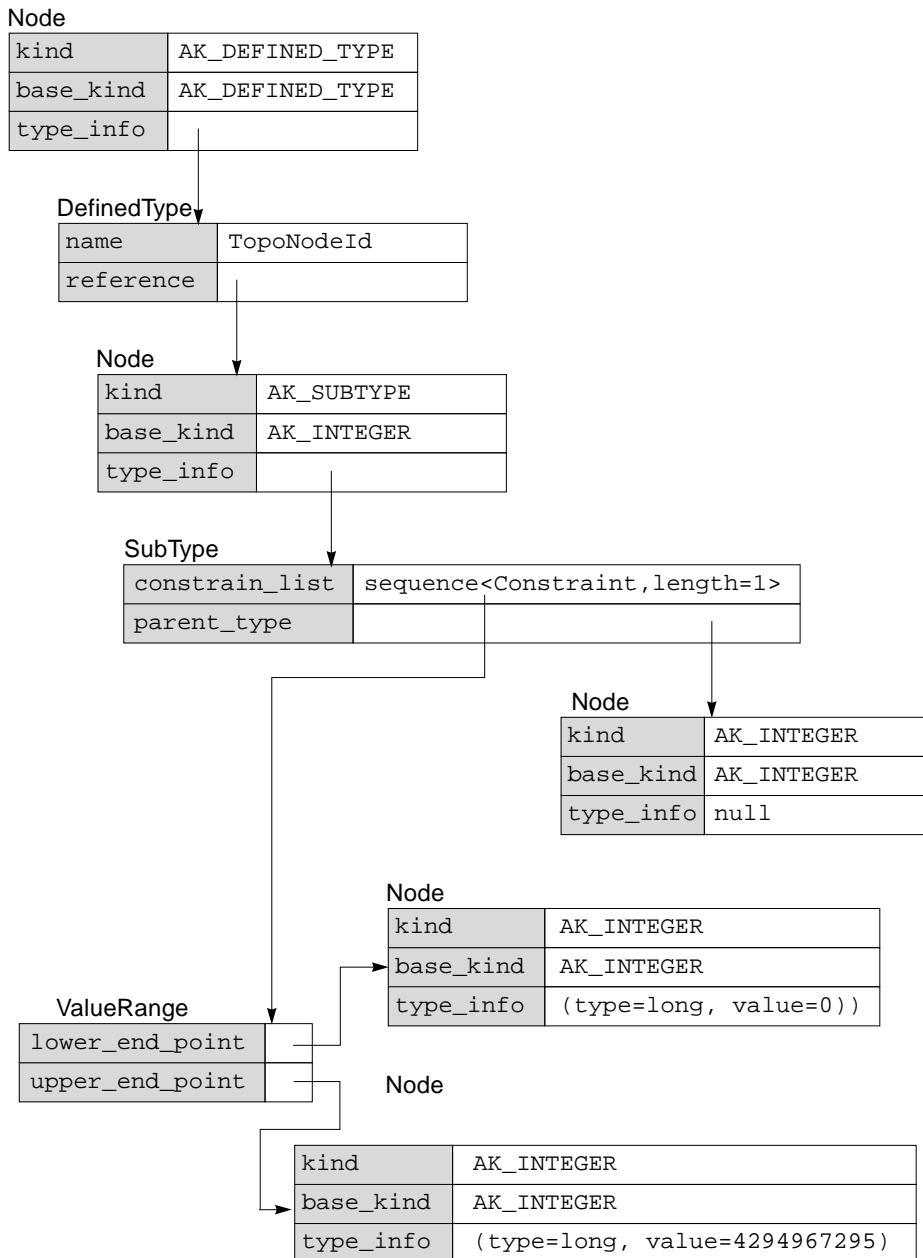 Node
kind AK_DEFINED_TYPE
base_kind AK_DEFINED_TYPE
type_info
DefinedType
name TopoNodeId
reference
Node
kind AK_SUBTYPE
base_kind AK_INTEGER
type_info
SubType
constrain_list sequence<Constraint,length=1>
parent_type
Node
kind AK_INTEGER
base_kind AK_INTEGER
type_info null
Node
kind AK_INTEGER
base_kind AK_INTEGER
type_info (type=long, value=0))
ValueRange
lower_end_point
upper_end_point
Node
kind AK_INTEGER
base_kind AK_INTEGER
type_info (type=long, value=4294967295)